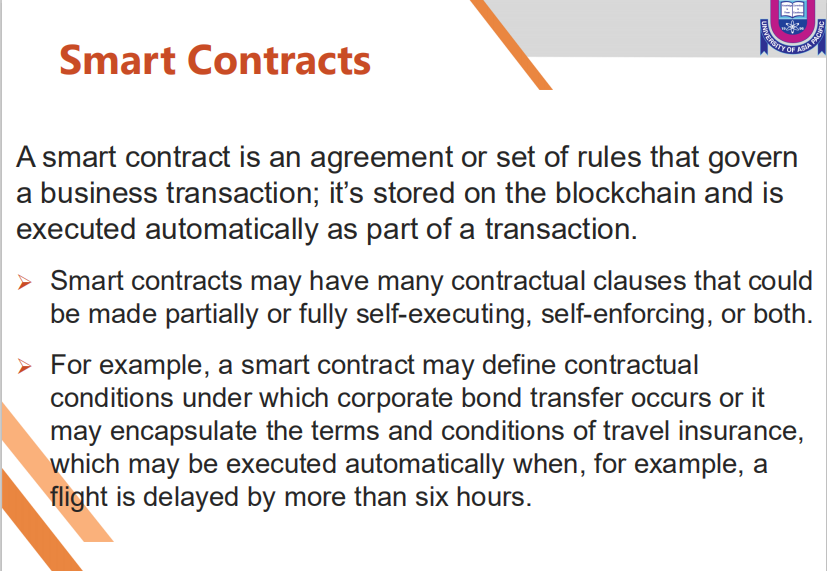 UNIVERSITY OF ASIA PACIFIC
Smart Contracts
A smart contract is an agreement or set of rules that govern
a business transaction; it’s stored on the blockchain and is
executed automatically as part of a transaction.
Smart contracts may have many contractual clauses that could
be made partially or fully self-executing, self-enforcing, or both.
For example, a smart contract may define contractual
conditions under which corporate bond transfer occurs or it
may encapsulate the terms and conditions of travel insurance,
which may be executed automatically when, for example, a
flight is delayed by more than six hours.